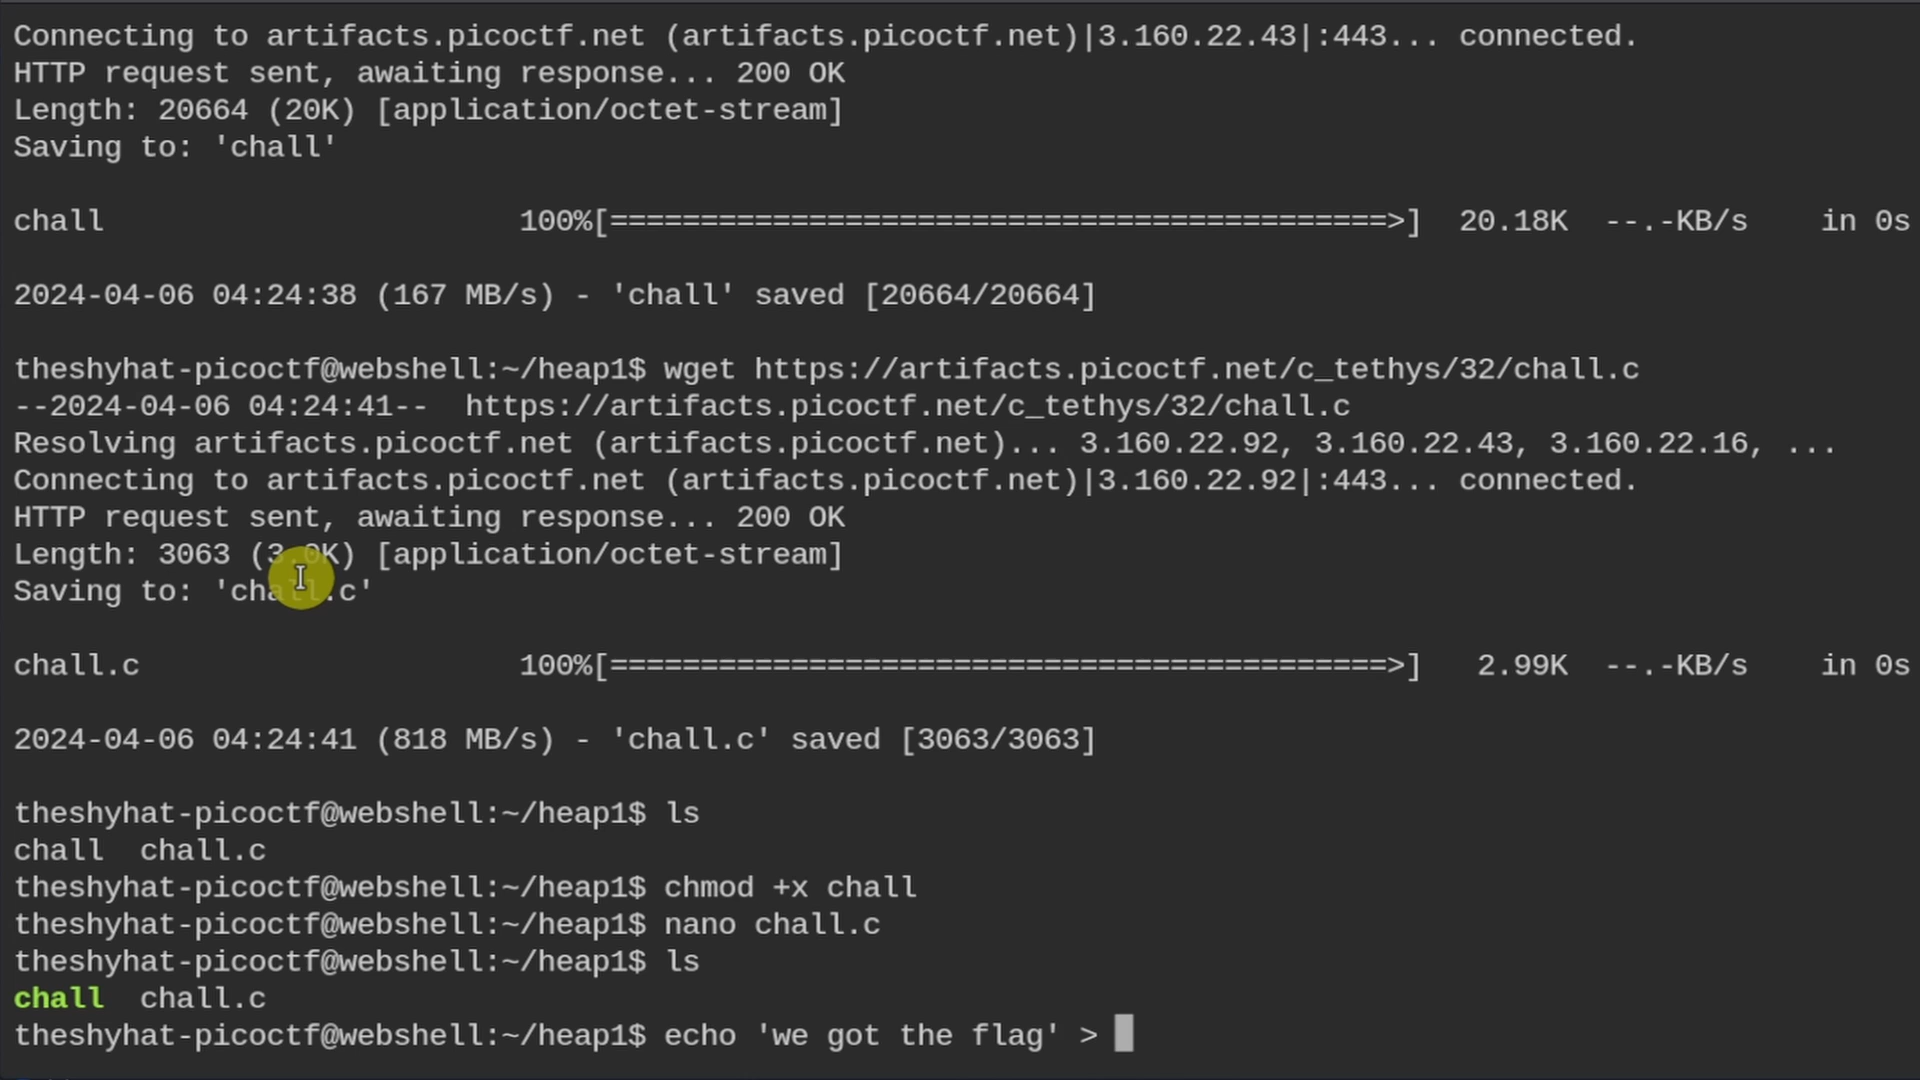 Connecting to artifacts.picoctf.net (artifacts.picoctf.net)|3.160.22.43|:443... connected.
HTTP request sent, awaiting response... 200 OK
Length: 20664 (20K) [application/octet-stream]
Saving to: 'chall'
chall 100%[===========================================>] 20.18K --.-KB/s in 0s
2024-04-06 04:24:38 (167 MB/s) - 'chall' saved [20664/20664]
theshyhat-picoctf@webshell:~/heap1$ wget https://artifacts.picoctf.net/c_tethys/32/chall.c
--2024-04-06 04:24:41-- https://artifacts.picoctf.net/c_tethys/32/chall.c
Resolving artifacts.picoctf.net (artifacts.picoctf.net)... 3.160.22.92, 3.160.22.43, 3.160.22.16, ...
Connecting to artifacts.picoctf.net (artifacts.picoctf.net)|3.160.22.92|:443... connected.
HTTP request sent, awaiting response... 200 OK
Length: 3063 (3.0K) [application/octet-stream]
Saving to: 'chall.c'
chall.c 100%[===========================================>] 2.99K --.-KB/s in 0s
2024-04-06 04:24:41 (818 MB/s) - 'chall.c' saved [3063/3063]
theshyhat-picoctf@webshell:~/heap1$ ls
chall chall.c
theshyhat-picoctf@webshell:~/heap1$ chmod +x chall
theshyhat-picoctf@webshell:~/heap1$ nano chall.c
theshyhat-picoctf@webshell:~/heap1$ ls
chall chall.c
theshyhat-picoctf@webshell:~/heap1$ echo 'we got the flag' >